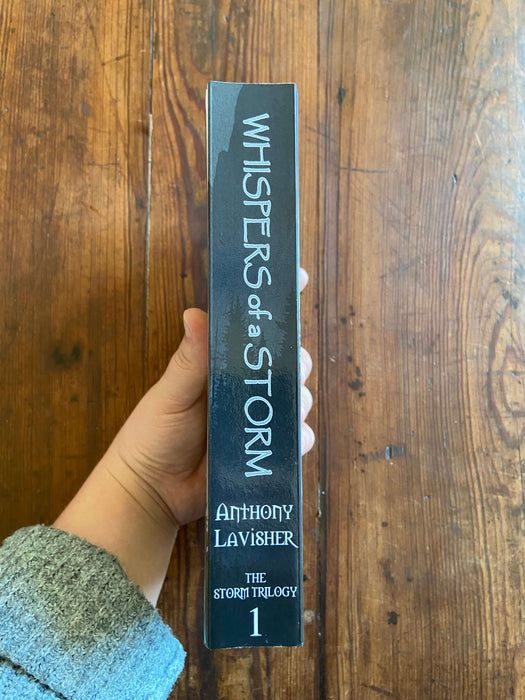 WHISPERS of a STORM
Anthony
Lavisher
THE
STORM TRILOGY
1